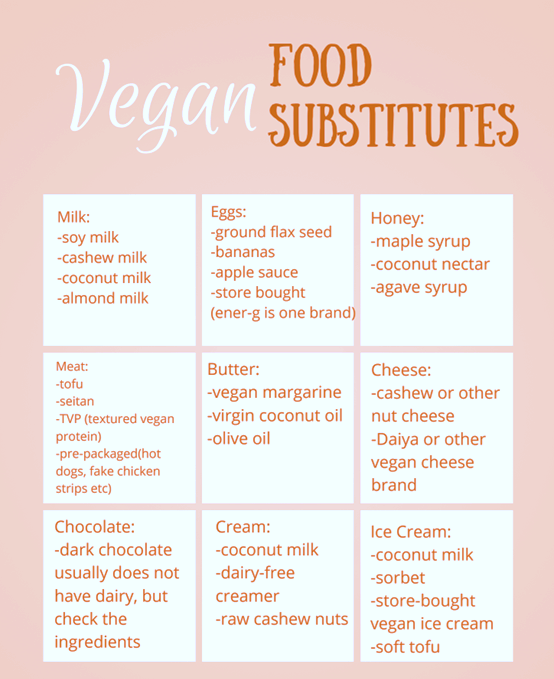 Vegan FOOD
SUBSTITUTES
Milk:
-soy milk
-cashew milk
-coconut milk
-almond milk
Eggs:
-ground flax seed
-bananas
-apple sauce
-store bought
(ener-g is one brand)
Honey:
-maple syrup
-coconut nectar
-agave syrup
Meat:
-tofu
-seitan
-TVP (textured vegan
protein)
-pre-packaged(hot
dogs, fake chicken
strips etc)
Butter:
-vegan margarine
-virgin coconut oil
-olive oil
Cheese:
-cashew or other
nut cheese
-Daiya or other
vegan cheese
brand
Chocolate:
-dark chocolate
usually does not
have dairy, but
check the
ingredients
Cream:
-coconut milk
-dairy-free
creamer
-raw cashew nuts
Ice Cream:
-coconut milk
-sorbet
-store-bought
vegan ice cream
-soft tofu